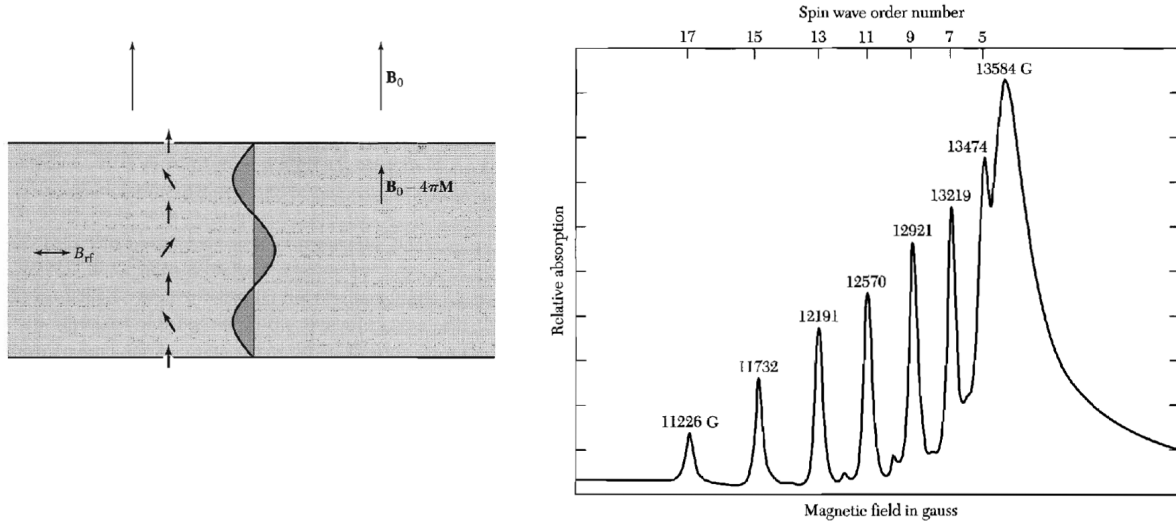 B₀
B₀ – 4πM
B_rf
Spin wave order number
17 15 13 11 9 7 5
13584 G
13474
13219
12921
12570
12191
11732
11226 G
Relative absorption
Magnetic field in gauss